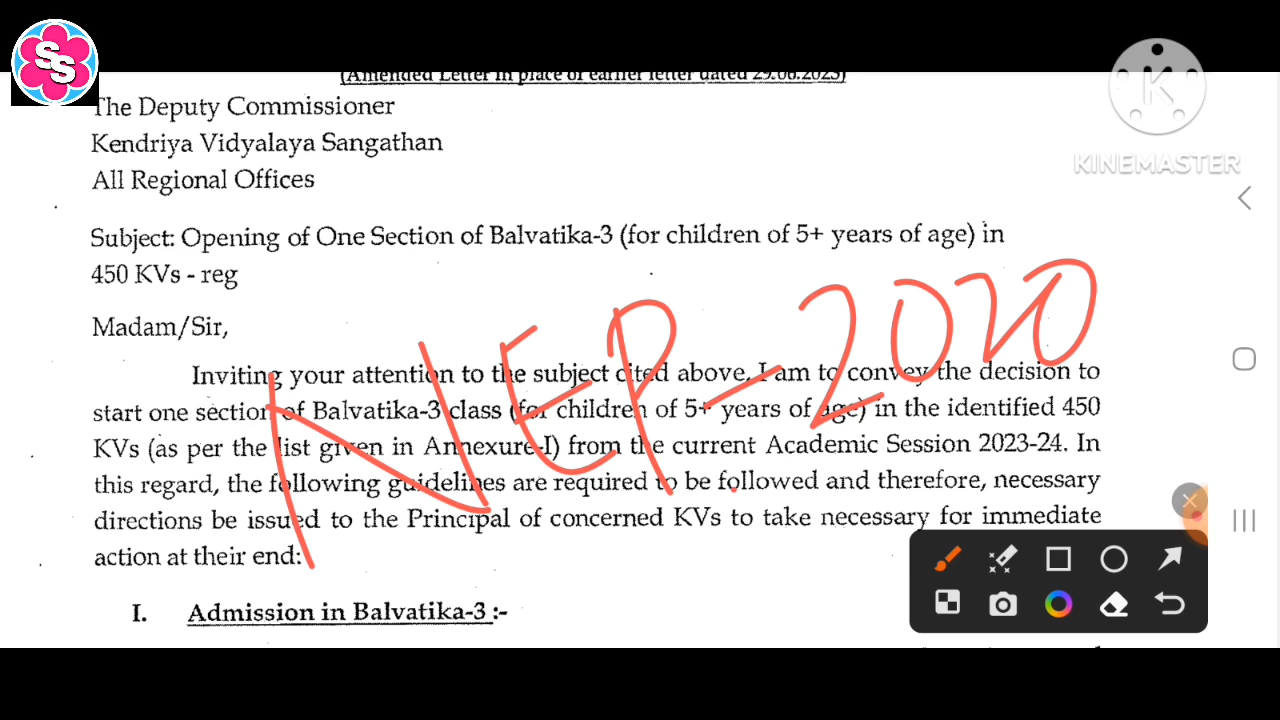 SS
(Amended Letter in place of earlier letter dated 29.06.2023)
KINEMASTER
The Deputy Commissioner
Kendriya Vidyalaya Sangathan
All Regional Offices
Subject: Opening of One Section of Balvatika-3 (for children of 5+ years of age) in
450 KVs - reg
Madam/Sir,
NEP-2020
Inviting your attention to the subject cited above, I am to convey the decision to
start one section of Balvatika-3 class (for children of 5+ years of age) in the identified 450
KVs (as per the list given in Annexure-I) from the current Academic Session 2023-24. In
this regard, the following guidelines are required to be followed and therefore, necessary
directions be issued to the Principal of concerned KVs to take necessary for immediate
action at their end:
I. Admission in Balvatika-3 :-